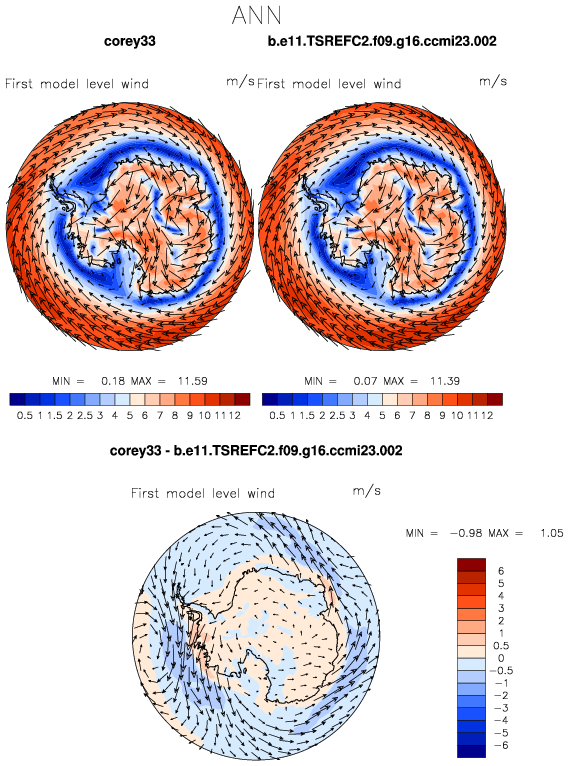 ANN
corey33 b.e11.TSREFC2.f09.g16.ccmi23.002
First model level wind m/s First model level wind m/s
MIN = 0.18 MAX = 11.59 MIN = 0.07 MAX = 11.39
0.5 1 1.5 2 2.5 3 4 5 6 7 8 9 10 11 12 0.5 1 1.5 2 2.5 3 4 5 6 7 8 9 10 11 12
corey33 - b.e11.TSREFC2.f09.g16.ccmi23.002
First model level wind m/s
MIN = -0.98 MAX = 1.05
6
5
4
3
2
1
0.5
0
-0.5
-1
-2
-3
-4
-5
-6